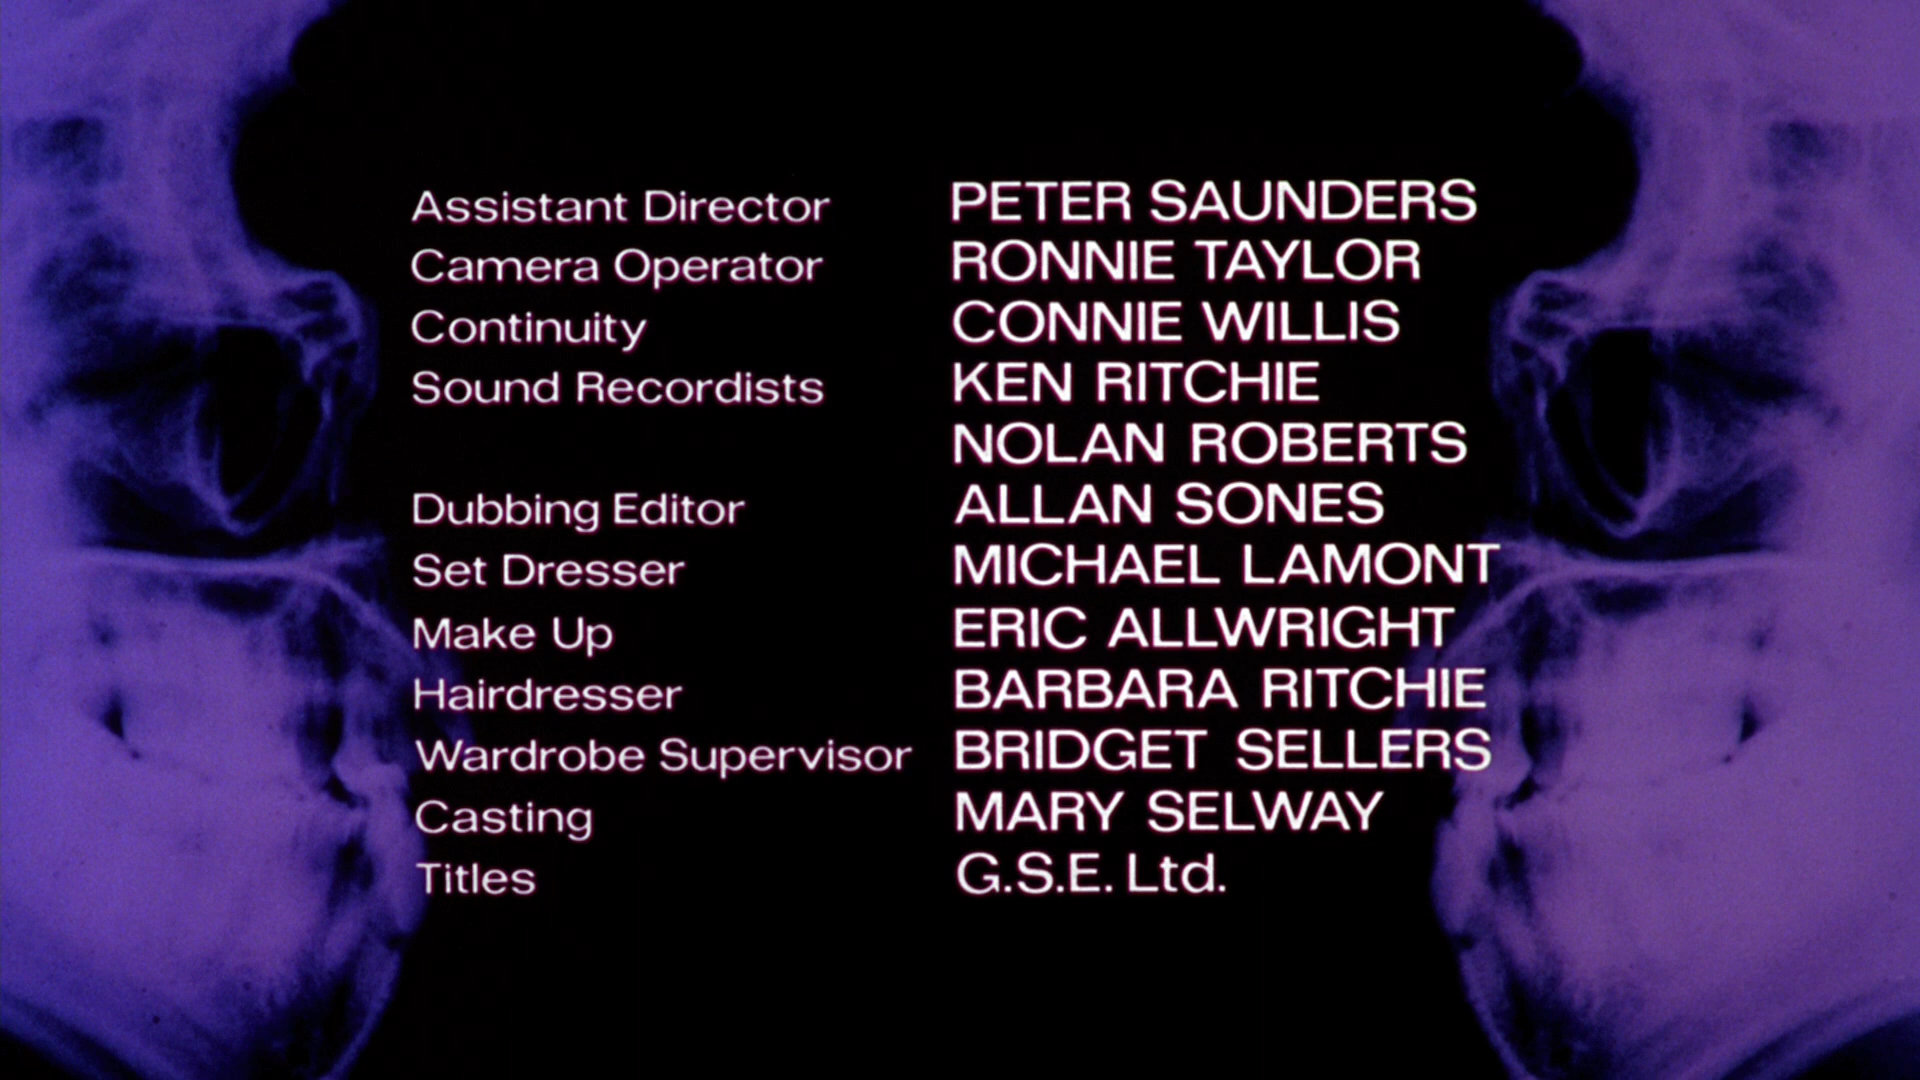 Assistant Director PETER SAUNDERS
Camera Operator RONNIE TAYLOR
Continuity CONNIE WILLIS
Sound Recordists KEN RITCHIE
NOLAN ROBERTS
Dubbing Editor ALLAN SONES
Set Dresser MICHAEL LAMONT
Make Up ERIC ALLWRIGHT
Hairdresser BARBARA RITCHIE
Wardrobe Supervisor BRIDGET SELLERS
Casting MARY SELWAY
Titles G.S.E. Ltd.